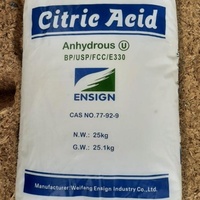 Citric Acid
Anhydrous U
BP/USP/FCC/E330
ENSIGN
CAS NO.77-92-9
N.W.: 25kg
G.W.: 25.1kg
Manufacturer:Weifang Ensign Industry Co.,Ltd.